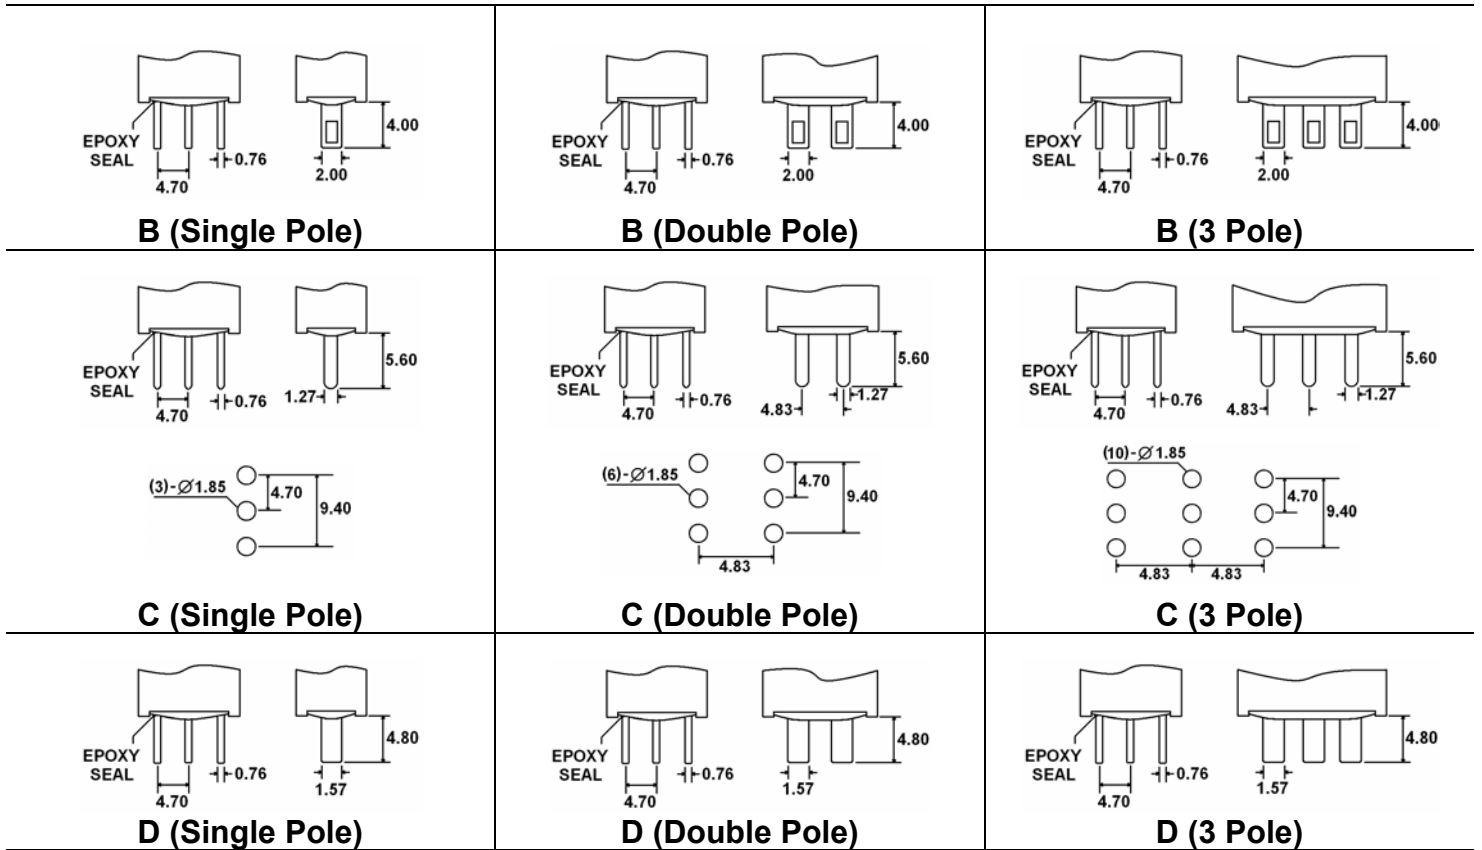 4.00
EPOXY
SEAL
0.76
4.70
2.00
B (Single Pole)
4.00
EPOXY
SEAL
0.76
4.70
2.00
B (Double Pole)
4.00
EPOXY
SEAL
0.76
4.70
2.00
B (3 Pole)
5.60
EPOXY
SEAL
0.76
4.70
1.27
(3)-Ø1.85
4.70
9.40
C (Single Pole)
5.60
EPOXY
SEAL
0.76
4.70
4.83
1.27
(6)-Ø1.85
4.70
9.40
4.83
C (Double Pole)
5.60
EPOXY
SEAL
0.76
4.70
4.83
1.27
(10)-Ø1.85
4.70
9.40
4.83
4.83
C (3 Pole)
4.80
EPOXY
SEAL
0.76
4.70
1.57
D (Single Pole)
4.80
EPOXY
SEAL
0.76
4.70
1.57
D (Double Pole)
4.80
EPOXY
SEAL
0.76
4.70
1.57
D (3 Pole)